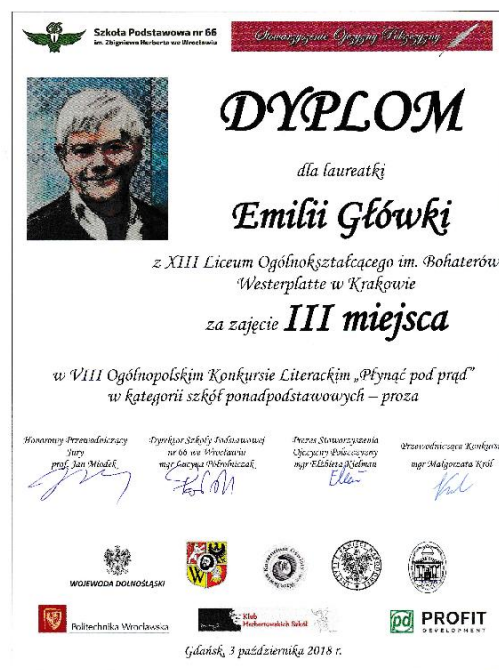 Szkoła Podstawowa nr 66
im. Zbigniewa Herberta we Wrocławiu
Stowarzyszenie Ojczyzny Polszczyzny
DYPLOM
dla laureatki
Emilii Główki
z XIII Liceum Ogólnokształcącego im. Bohaterów
Westerplatte w Krakowie
za zajęcie III miejsca
w VIII Ogólnopolskim Konkursie Literackim „Płynąć pod prąd”
w kategorii szkół ponadpodstawowych – proza
Honorowy Przewodniczący
Jury
prof. Jan Miodek
Dyrektor Szkoły Podstawowej
nr 66 we Wrocławiu
mgr Lucyna Półrolniczak
Prezes Stowarzyszenia
Ojczyzny Polszczyzny
mgr Elżbieta Kielman
Przewodnicząca Konkursu
mgr Małgorzata Król
WOJEWODA DOLNOŚLĄSKI
W
Politechnika Wrocławska
Klub
Herbertowskich Szkół
pd PROFIT
DEVELOPMENT
Gdańsk, 3 października 2018 r.